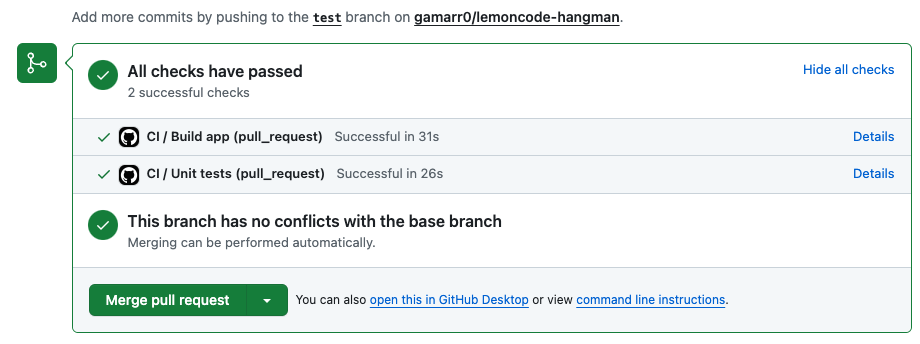 Add more commits by pushing to the test branch on gamarr0/lemoncode-hangman.
All checks have passed
Hide all checks
2 successful checks
CI / Build app (pull_request) Successful in 31s Details
CI / Unit tests (pull_request) Successful in 26s Details
This branch has no conflicts with the base branch
Merging can be performed automatically.
Merge pull request You can also open this in GitHub Desktop or view command line instructions.